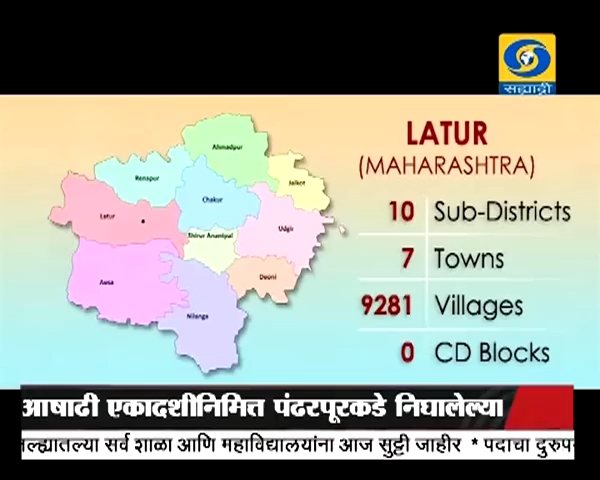 सह्याद्री
LATUR
(MAHARASHTRA)
10 Sub-Districts
7 Towns
9281 Villages
0 CD Blocks
Ahmadpur
Renapur
Jalkot
Chakur
Latur
Udgir
Shirur Anantpal
Deoni
Ausa
Nilanga
आषाढी एकादशीनिमित्त पंढरपूरकडे निघालेल्या
ल्ह्यातल्या सर्व शाळा आणि महाविद्यालयांना आज सुट्टी जाहीर * पदाचा दुरुप